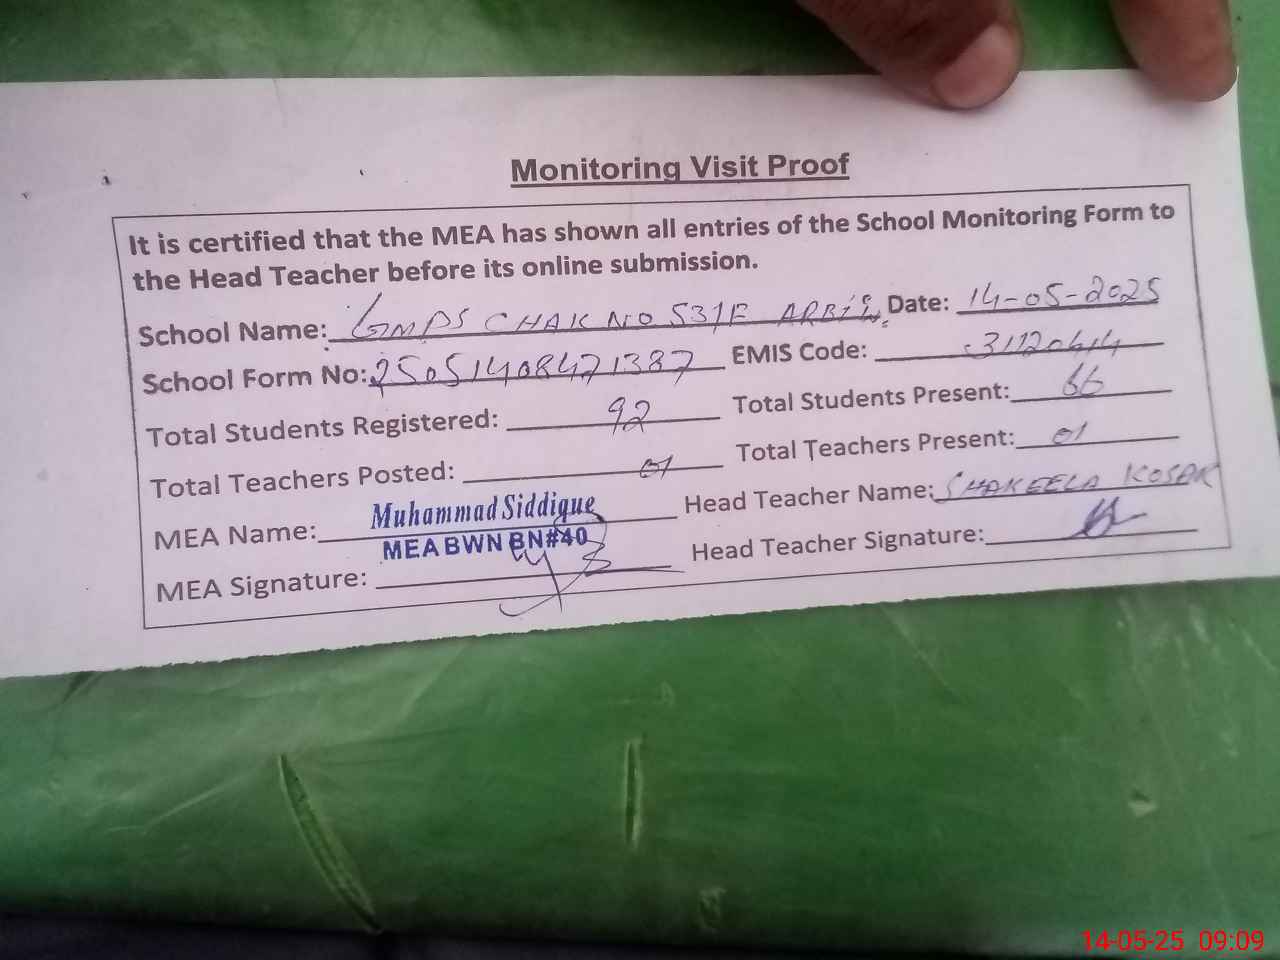 Monitoring Visit Proof
It is certified that the MEA has shown all entries of the School Monitoring Form to
the Head Teacher before its online submission.
School Name: GMPS CHAK NO 531E Date: 14-05-2025
School Form No: 25051408471387 EMIS Code: 31120614
Total Students Registered: 92 Total Students Present: 66
Total Teachers Posted: 01 Total Teachers Present: 01
MEA Name: Muhammad Siddique Head Teacher Name: SHAKEELA KOSAR
MEA BWN BN#40
MEA Signature: Head Teacher Signature:
14-05-25 09:09